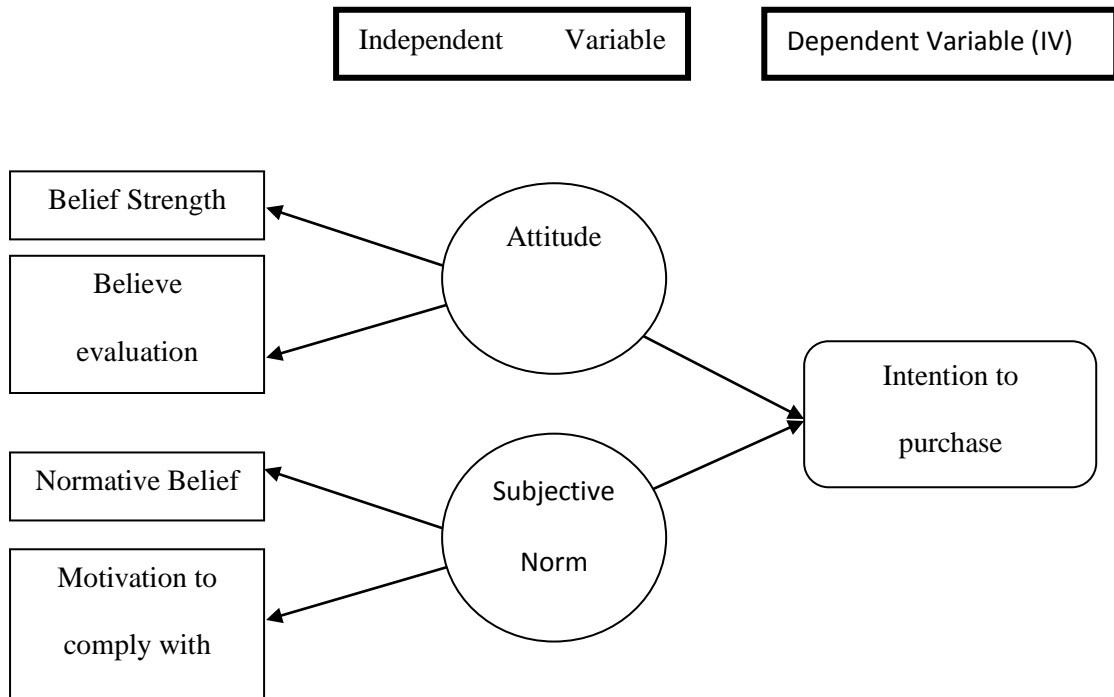 Independent Variable
Dependent Variable (IV)
Belief Strength
Believe
evaluation
Attitude
Intention to
purchase
Normative Belief
Subjective
Norm
Motivation to
comply with